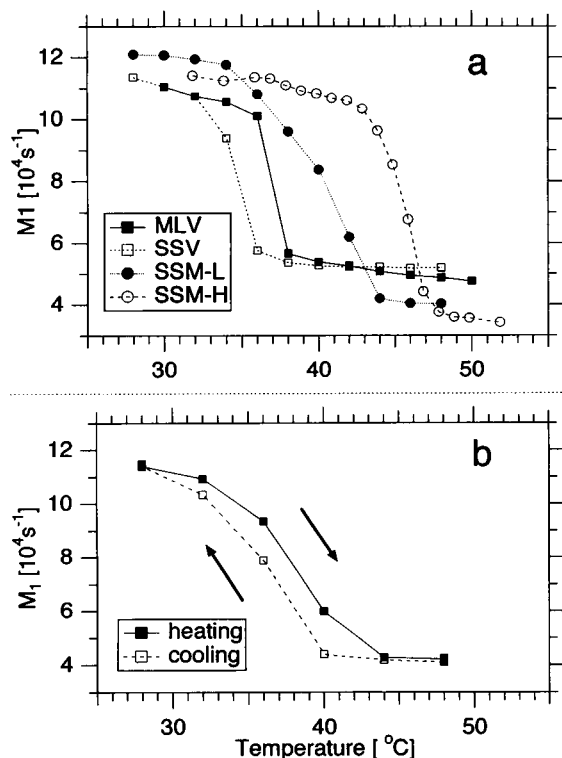 a
12
10
8
6
4
M1 [10⁴s⁻¹]
MLV
SSV
SSM-L
SSM-H
30
40
50
b
12
10
8
6
4
M₁ [10⁴s⁻¹]
heating
cooling
30
40
50
Temperature [ °C]